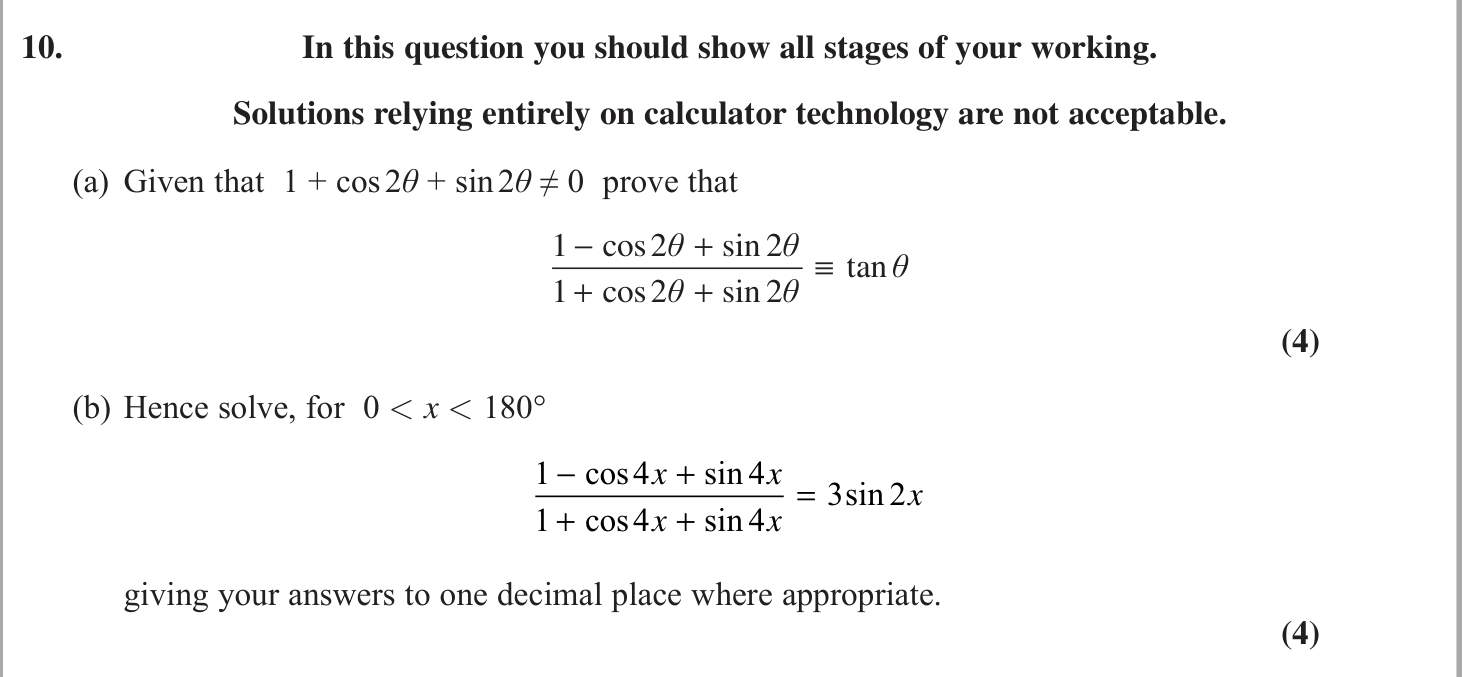 10. In this question you should show all stages of your working.
Solutions relying entirely on calculator technology are not acceptable.
(a) Given that 1 + cos 2θ + sin 2θ ≠ 0 prove that
1 − cos 2θ + sin 2θ
≡ tan θ
1 + cos 2θ + sin 2θ
(4)
(b) Hence solve, for 0 < x < 180°
1 − cos 4x + sin 4x
= 3 sin 2x
1 + cos 4x + sin 4x
giving your answers to one decimal place where appropriate.
(4)